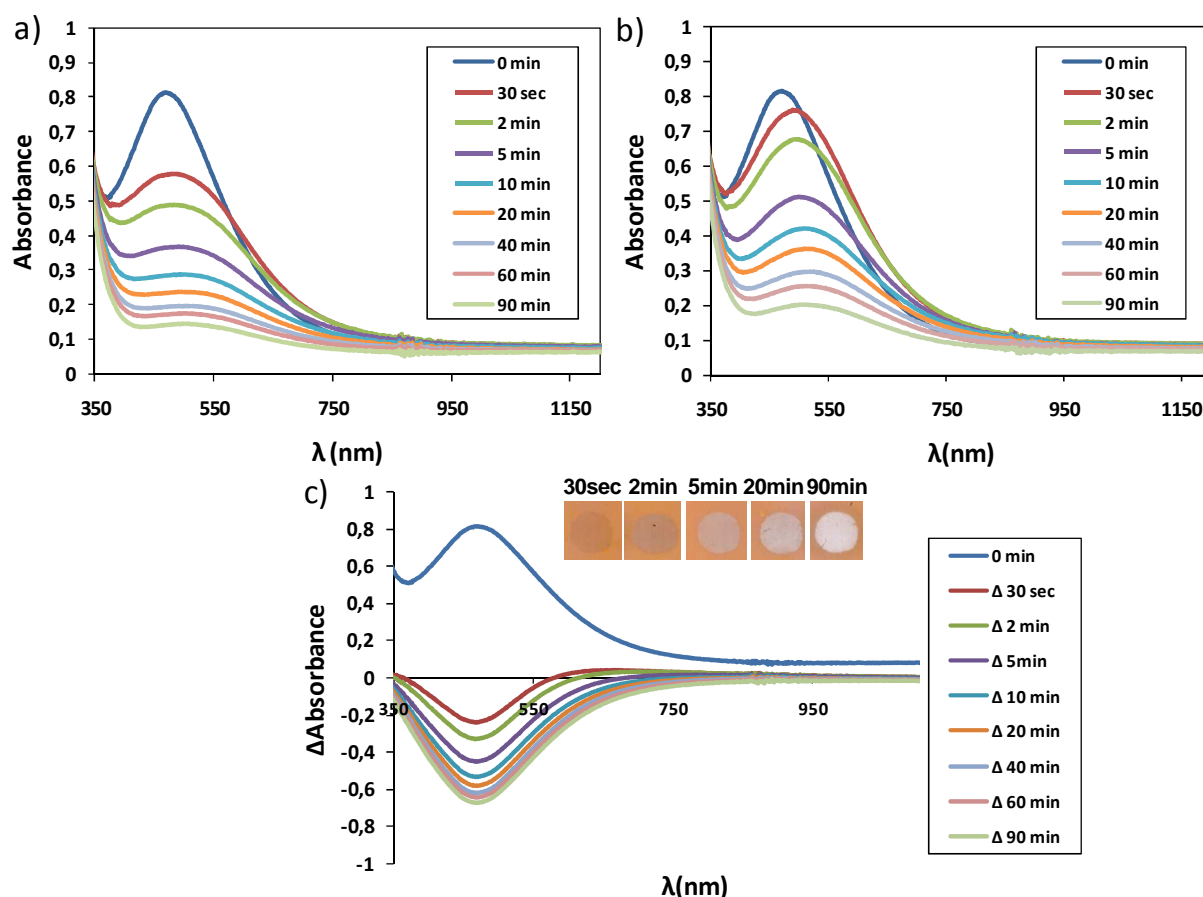 a)
1
0,9
0,8
0,7
0,6
0,5
0,4
0,3
0,2
0,1
0
Absorbance
350 550 750 950 1150
λ (nm)
0 min
30 sec
2 min
5 min
10 min
20 min
40 min
60 min
90 min
b)
1
0,9
0,8
0,7
0,6
0,5
0,4
0,3
0,2
0,1
0
Absorbance
350 550 750 950 1150
λ(nm)
0 min
30 sec
2 min
5 min
10 min
20 min
40 min
60 min
90 min
c)
30sec 2min 5min 20min 90min
1
0,8
0,6
0,4
0,2
0
-0,2
-0,4
-0,6
-0,8
-1
ΔAbsorbance
350 550 750 950
λ(nm)
0 min
Δ 30 sec
Δ 2 min
Δ 5min
Δ 10 min
Δ 20 min
Δ 40 min
Δ 60 min
Δ 90 min